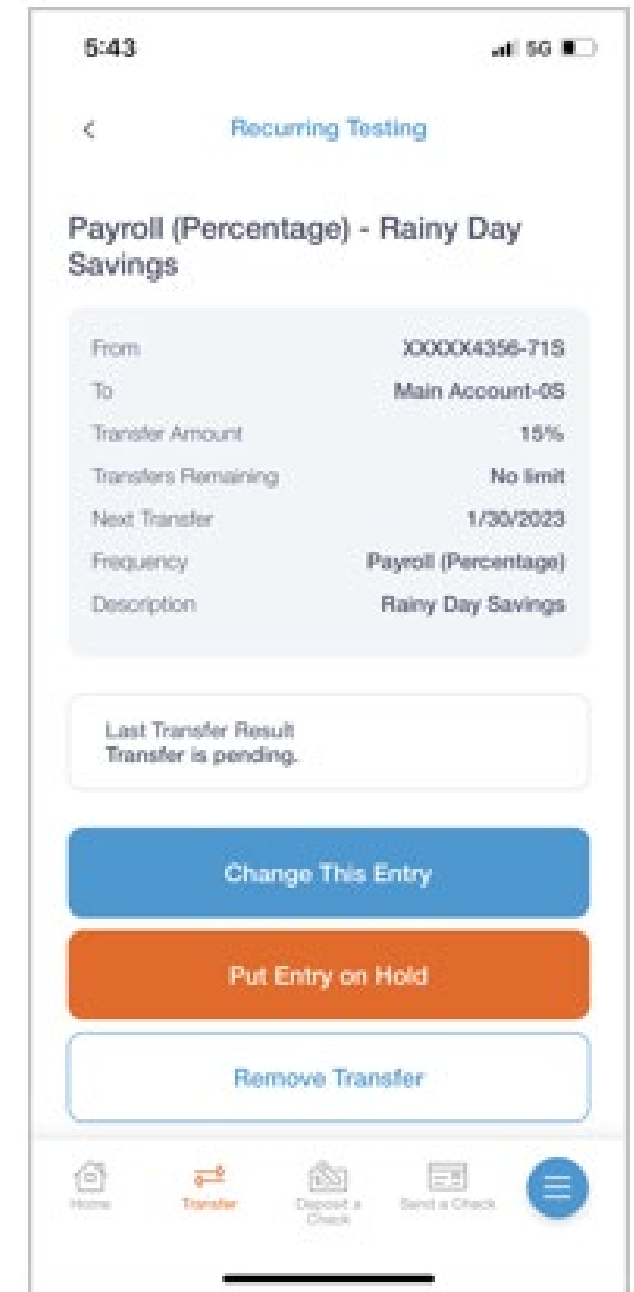 5:43
5G
< Recurring Testing
Payroll (Percentage) - Rainy Day
Savings
From XXXXX4356-71S
To Main Account-0S
Transfer Amount 15%
Transfers Remaining No limit
Next Transfer 1/30/2023
Frequency Payroll (Percentage)
Description Rainy Day Savings
Last Transfer Result
Transfer is pending.
Change This Entry
Put Entry on Hold
Remove Transfer
Home Transfer Deposit a Send a Check
Check